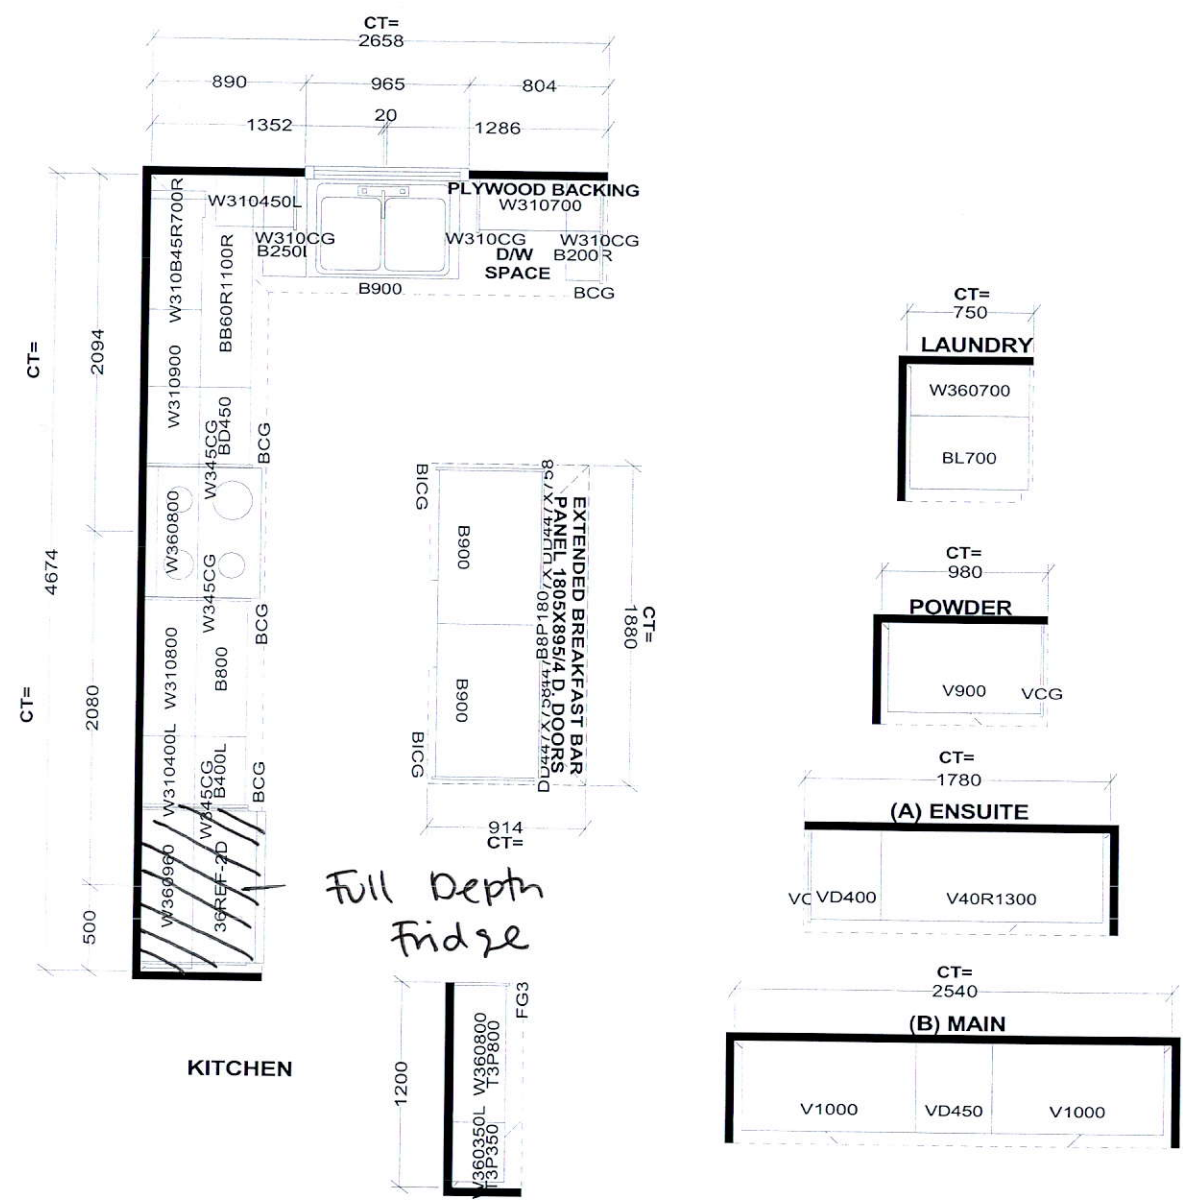 CT=
2658
890
965
804
20
1352
1286
PLYWOOD BACKING
W310450L
W310700
W310CG
W310CG
W310CG
B250L
D/W
SPACE
B200R
B900
BCG
W310B45R700R
BB60R1100R
CT=
2094
W310900
BD450
W345CG
BCG
4674
W360800
W345CG
BCG
CT=
2080
W310800
B800
W310400L
B400L
W345CG
BCG
500
W360960
36REF-2D
Full Depth
Fridge
BICG
B900
B900
BICG
EXTENDED BREAKFAST BAR
PANEL 1805X895/4 D. DOORS
CT=
1880
914
CT=
KITCHEN
1200
FG3
W360800
T3P800
T3P350
CT=
750
LAUNDRY
W360700
BL700
CT=
980
POWDER
V900
VCG
CT=
1780
(A) ENSUITE
VD400
V40R1300
CT=
2540
(B) MAIN
V1000
VD450
V1000